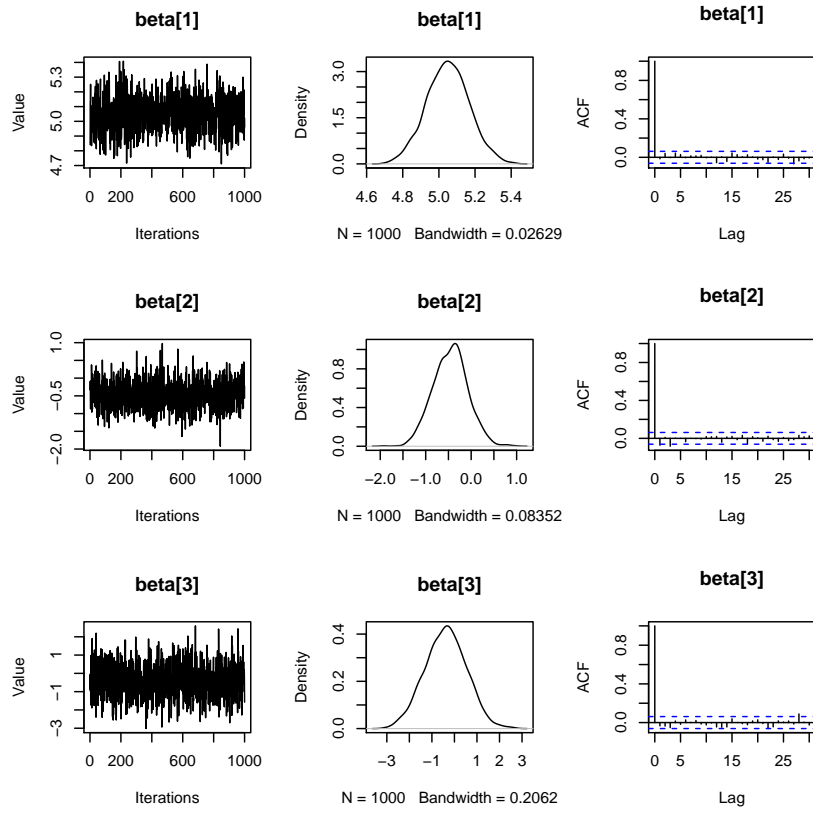 beta[1]
Value
4.7 5.0 5.3
0 200 600 1000
Iterations
beta[1]
Density
0.0 1.5 3.0
4.6 4.8 5.0 5.2 5.4
N = 1000 Bandwidth = 0.02629
beta[1]
ACF
0.0 0.4 0.8
0 5 15 25
Lag
beta[2]
Value
−2.0 −0.5 1.0
0 200 600 1000
Iterations
beta[2]
Density
0.0 0.4 0.8
−2.0 −1.0 0.0 1.0
N = 1000 Bandwidth = 0.08352
beta[2]
ACF
0.0 0.4 0.8
0 5 15 25
Lag
beta[3]
Value
−3 −1 1
0 200 600 1000
Iterations
beta[3]
Density
0.0 0.2 0.4
−3 −1 1 2 3
N = 1000 Bandwidth = 0.2062
beta[3]
ACF
0.0 0.4 0.8
0 5 15 25
Lag